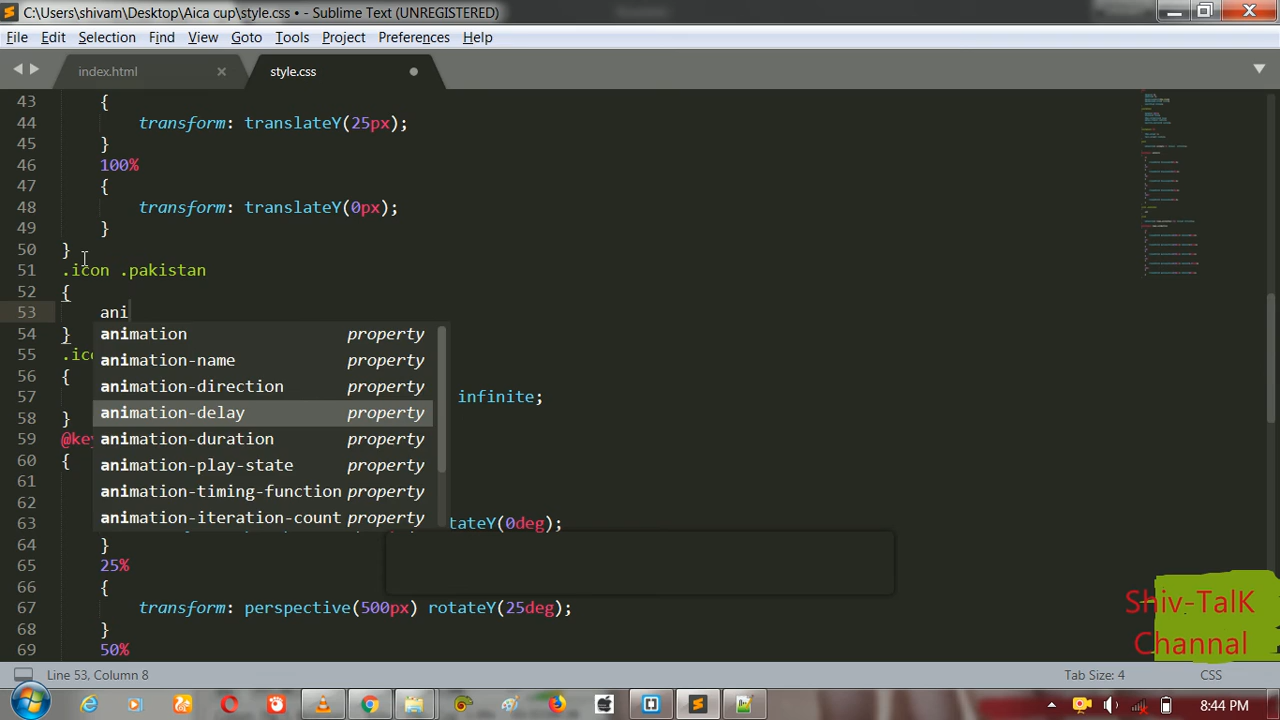 C:\Users\shivam\Desktop\Aica cup\style.css • - Sublime Text (UNREGISTERED)
File Edit Selection Find View Goto Tools Project Preferences Help
index.html style.css
43 {
44 transform: translateY(25px);
45 }
46 100%
47 {
48 transform: translateY(0px);
49 }
50 }
51 .icon .pakistan
52 {
53 ani
animation property
animation-name property
animation-direction property
animation-delay property
animation-duration property
animation-play-state property
animation-timing-function property
animation-iteration-count property
54 }
55 .ic
56 {
57 infinite;
58 }
59 @key
60 {
61
62
63 tateY(0deg);
64 }
65 25%
66 {
67 transform: perspective(500px) rotateY(25deg);
68 }
69 50%
Shiv-TalK
Channal
Line 53, Column 8 Tab Size: 4 CSS
8:44 PM